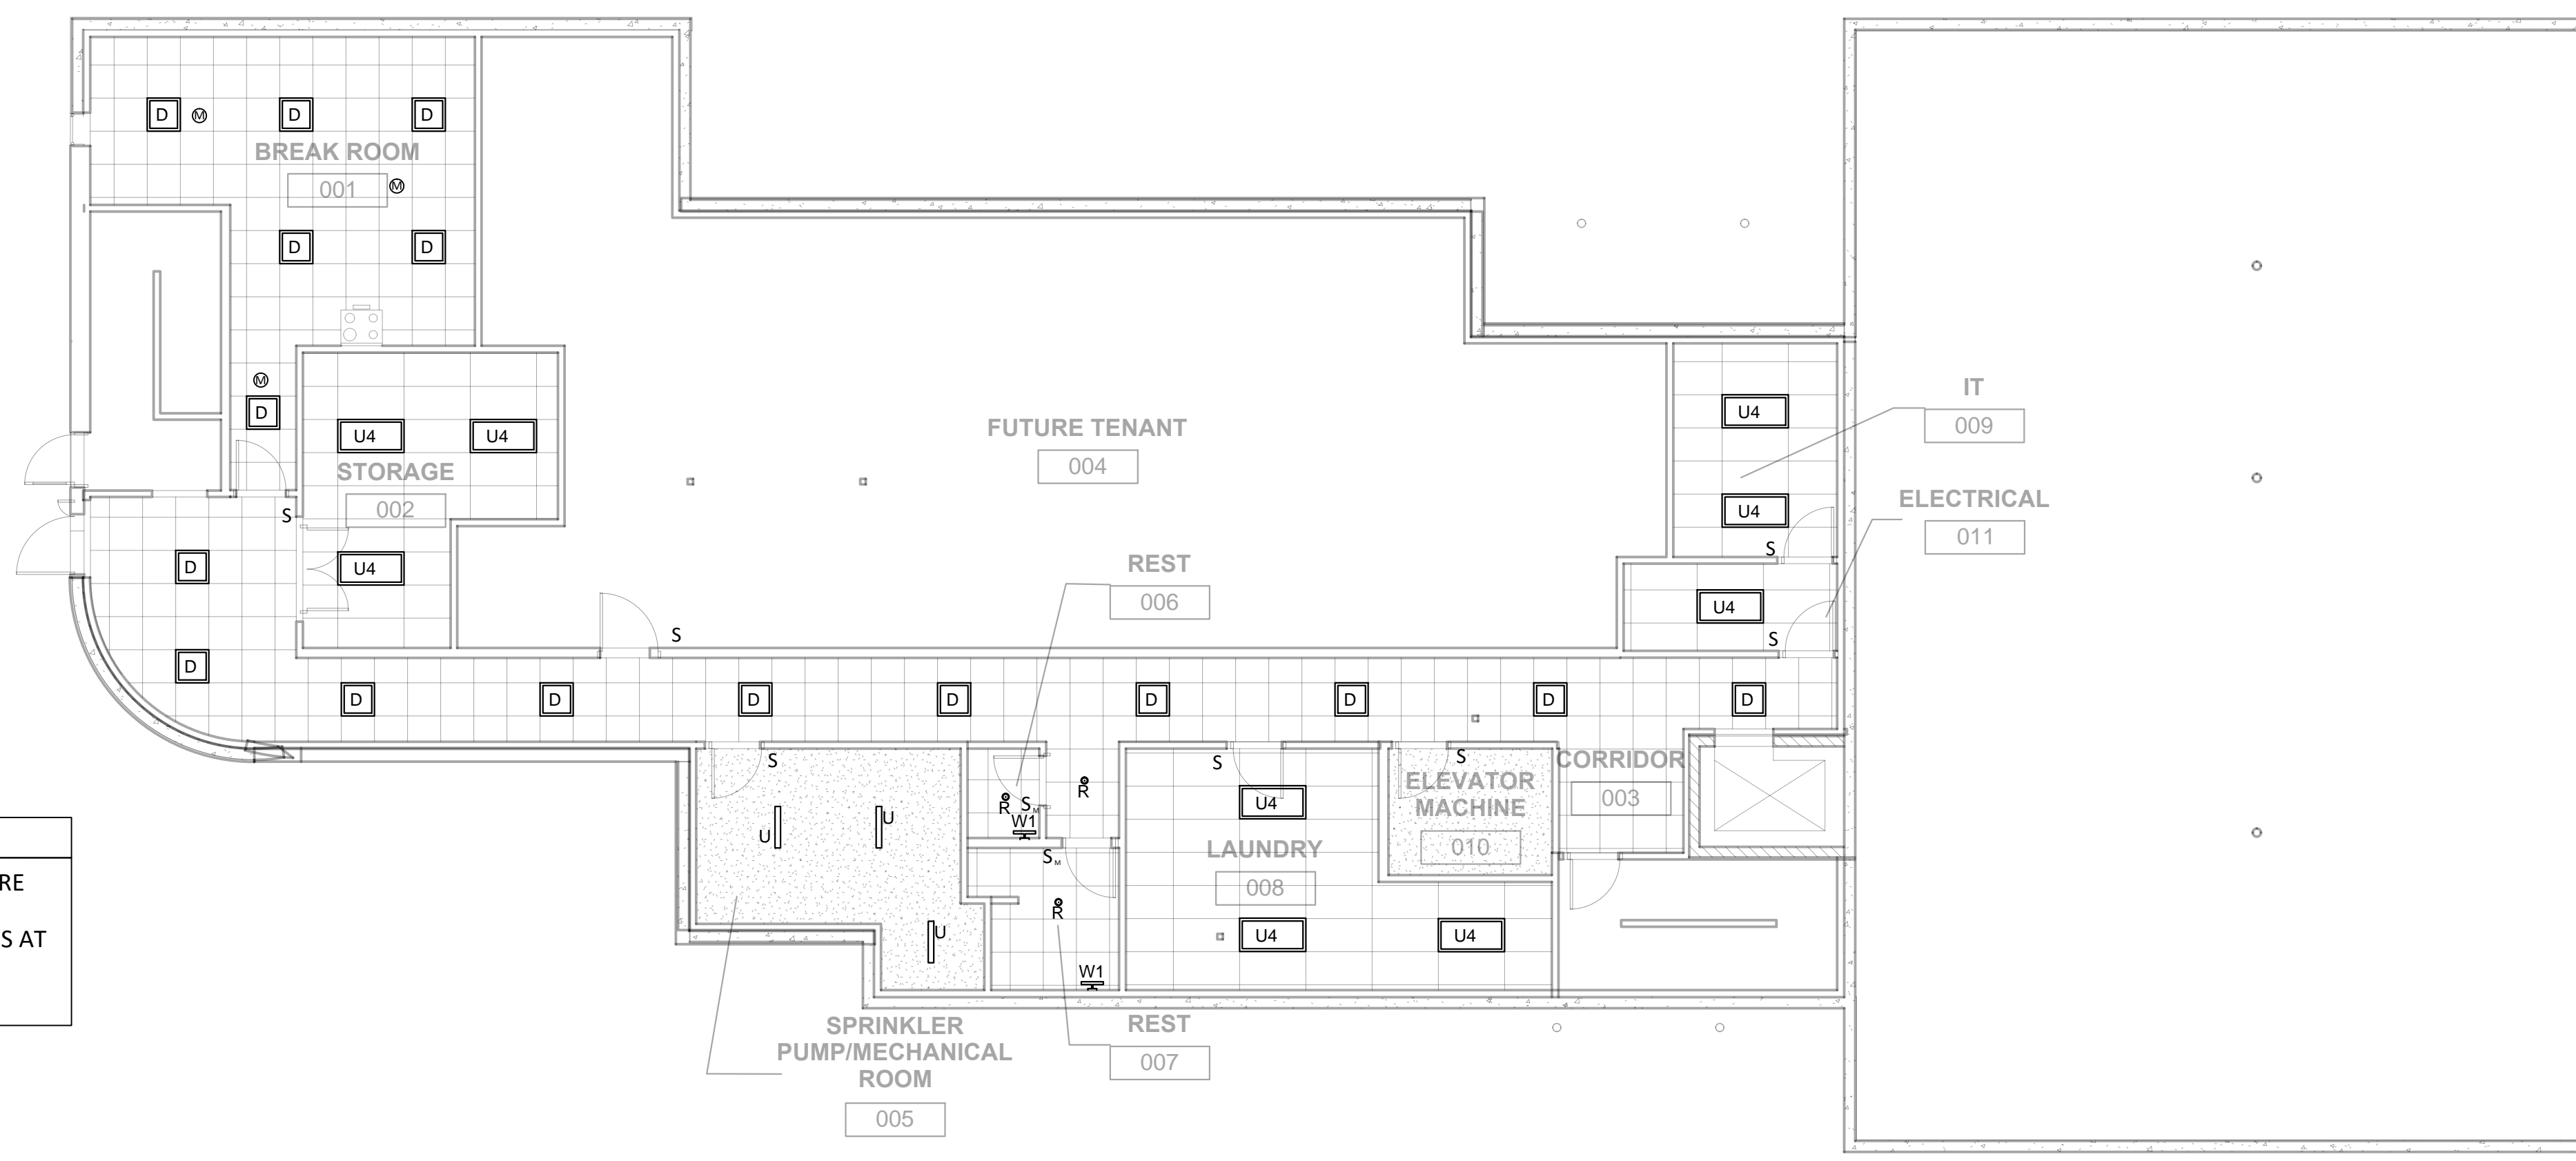 D
M
D
D
BREAK ROOM
001
M
D
D
M
D
U4
U4
STORAGE
002
S
U4
D
D
FUTURE TENANT
004
S
REST
006
IT
009
U4
U4
S
ELECTRICAL
011
U4
S
D
D
D
D
D
D
D
D
S
U
U
U
R
SM
W1
R
SM
R
W1
S
U4
LAUNDRY
008
U4
U4
S
ELEVATOR
MACHINE
010
CORRIDOR
003
RE
S AT
SPRINKLER
PUMP/MECHANICAL
ROOM
005
REST
007